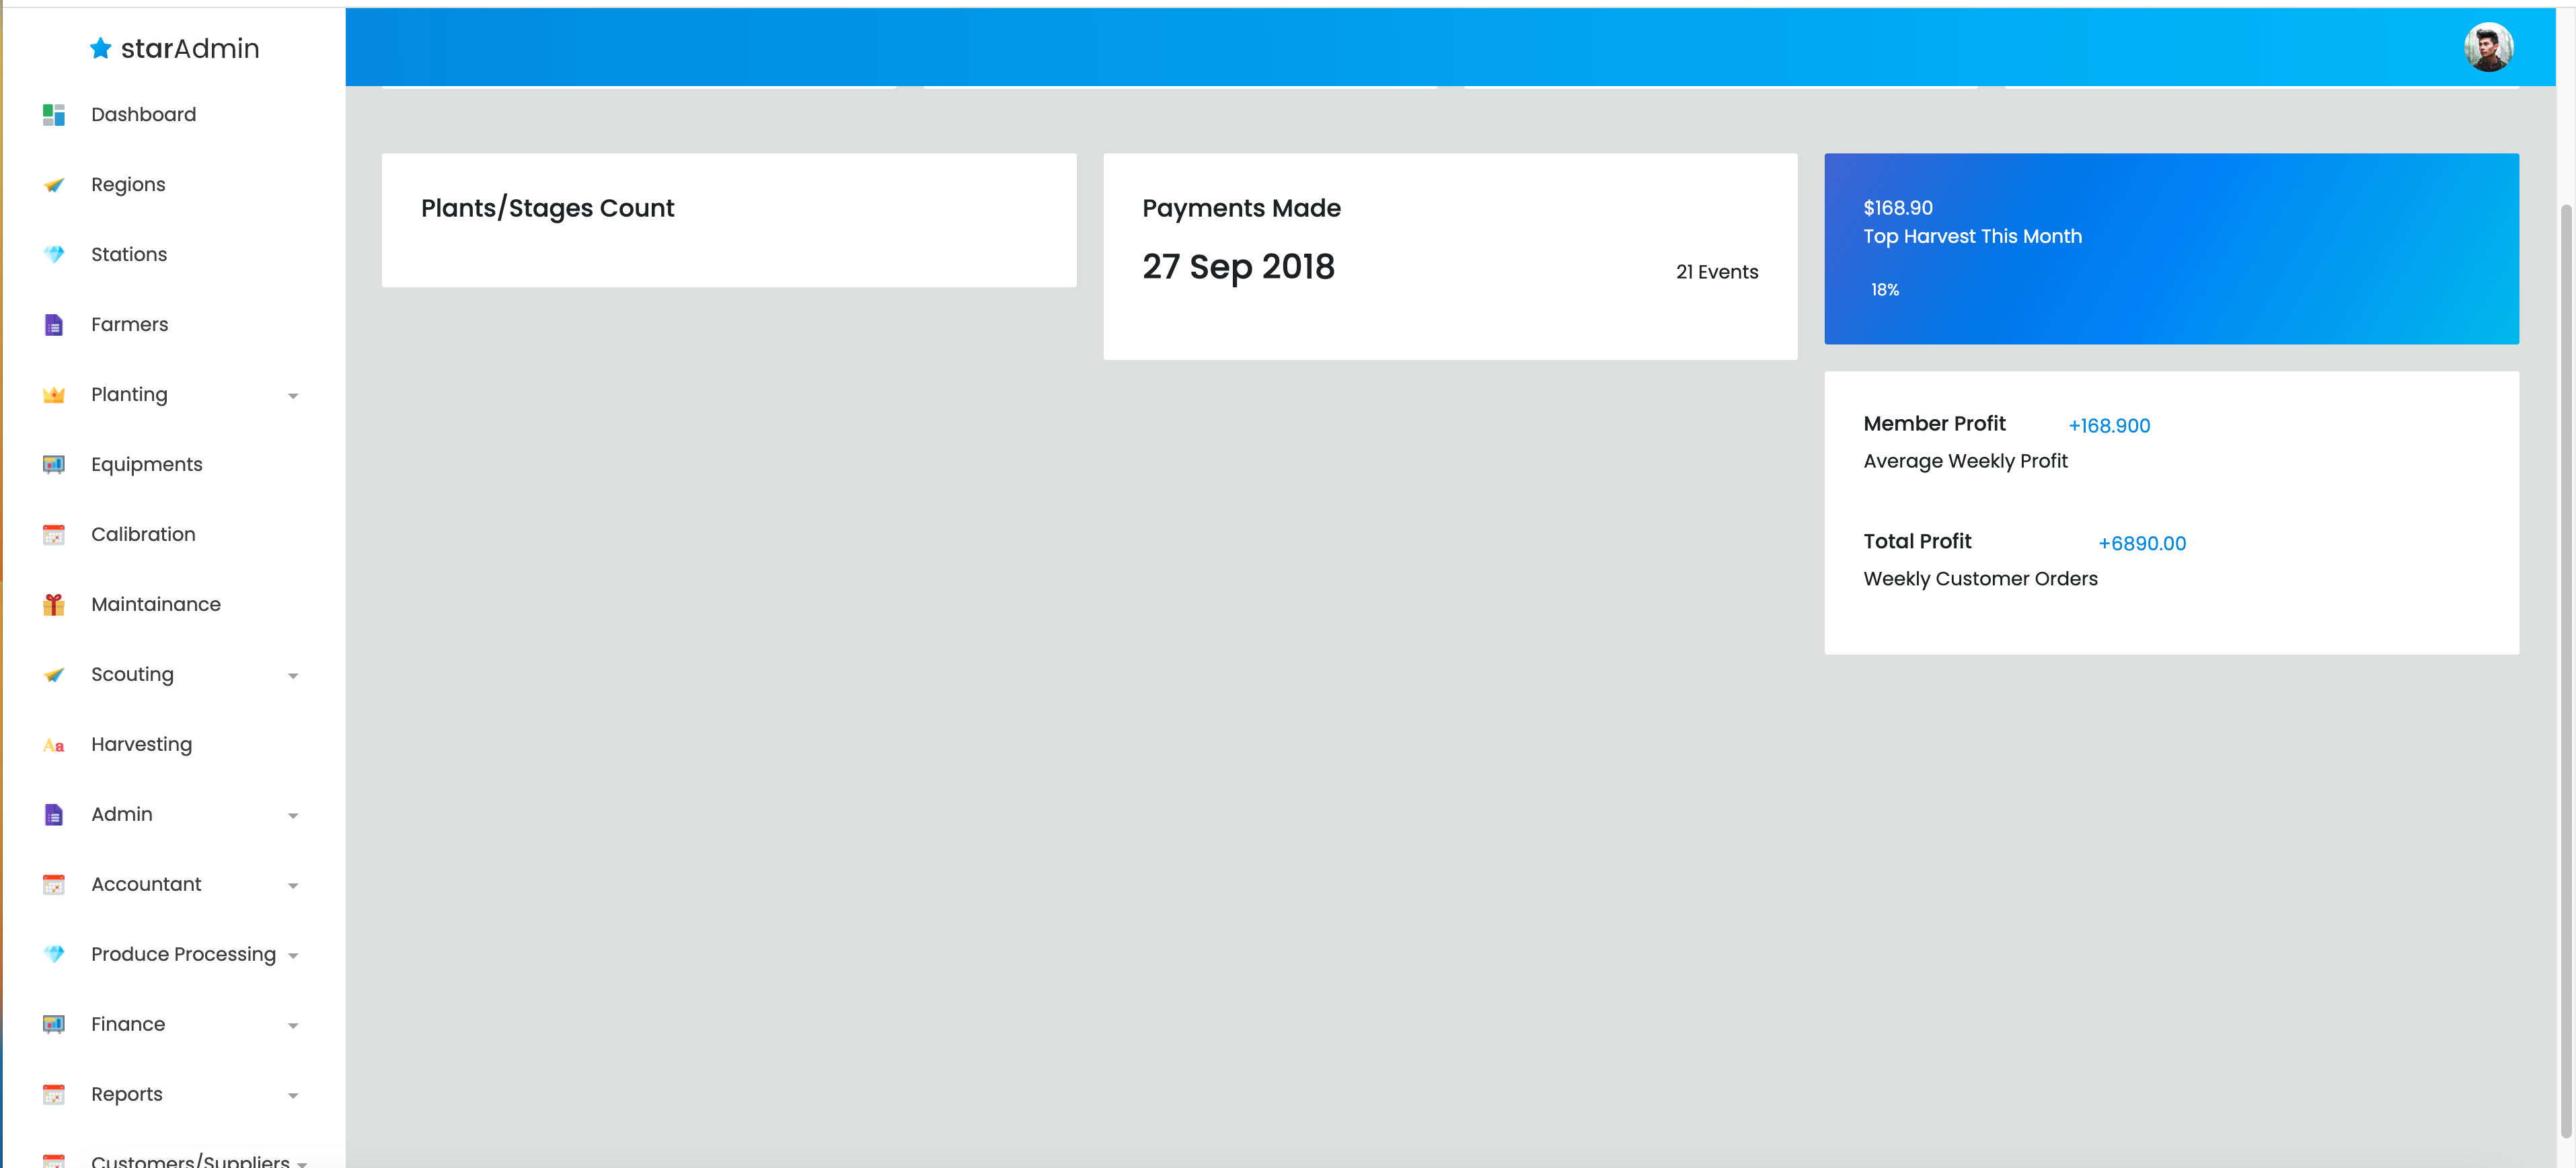 starAdmin
Dashboard
Regions
Stations
Farmers
Planting
Equipments
Calibration
Maintainance
Scouting
Aa Harvesting
Admin
Accountant
Produce Processing
Finance
Reports
Customers/Suppliers
Plants/Stages Count
Payments Made
27 Sep 2018
21 Events
$168.90
Top Harvest This Month
18%
Member Profit +168.900
Average Weekly Profit
Total Profit +6890.00
Weekly Customer Orders